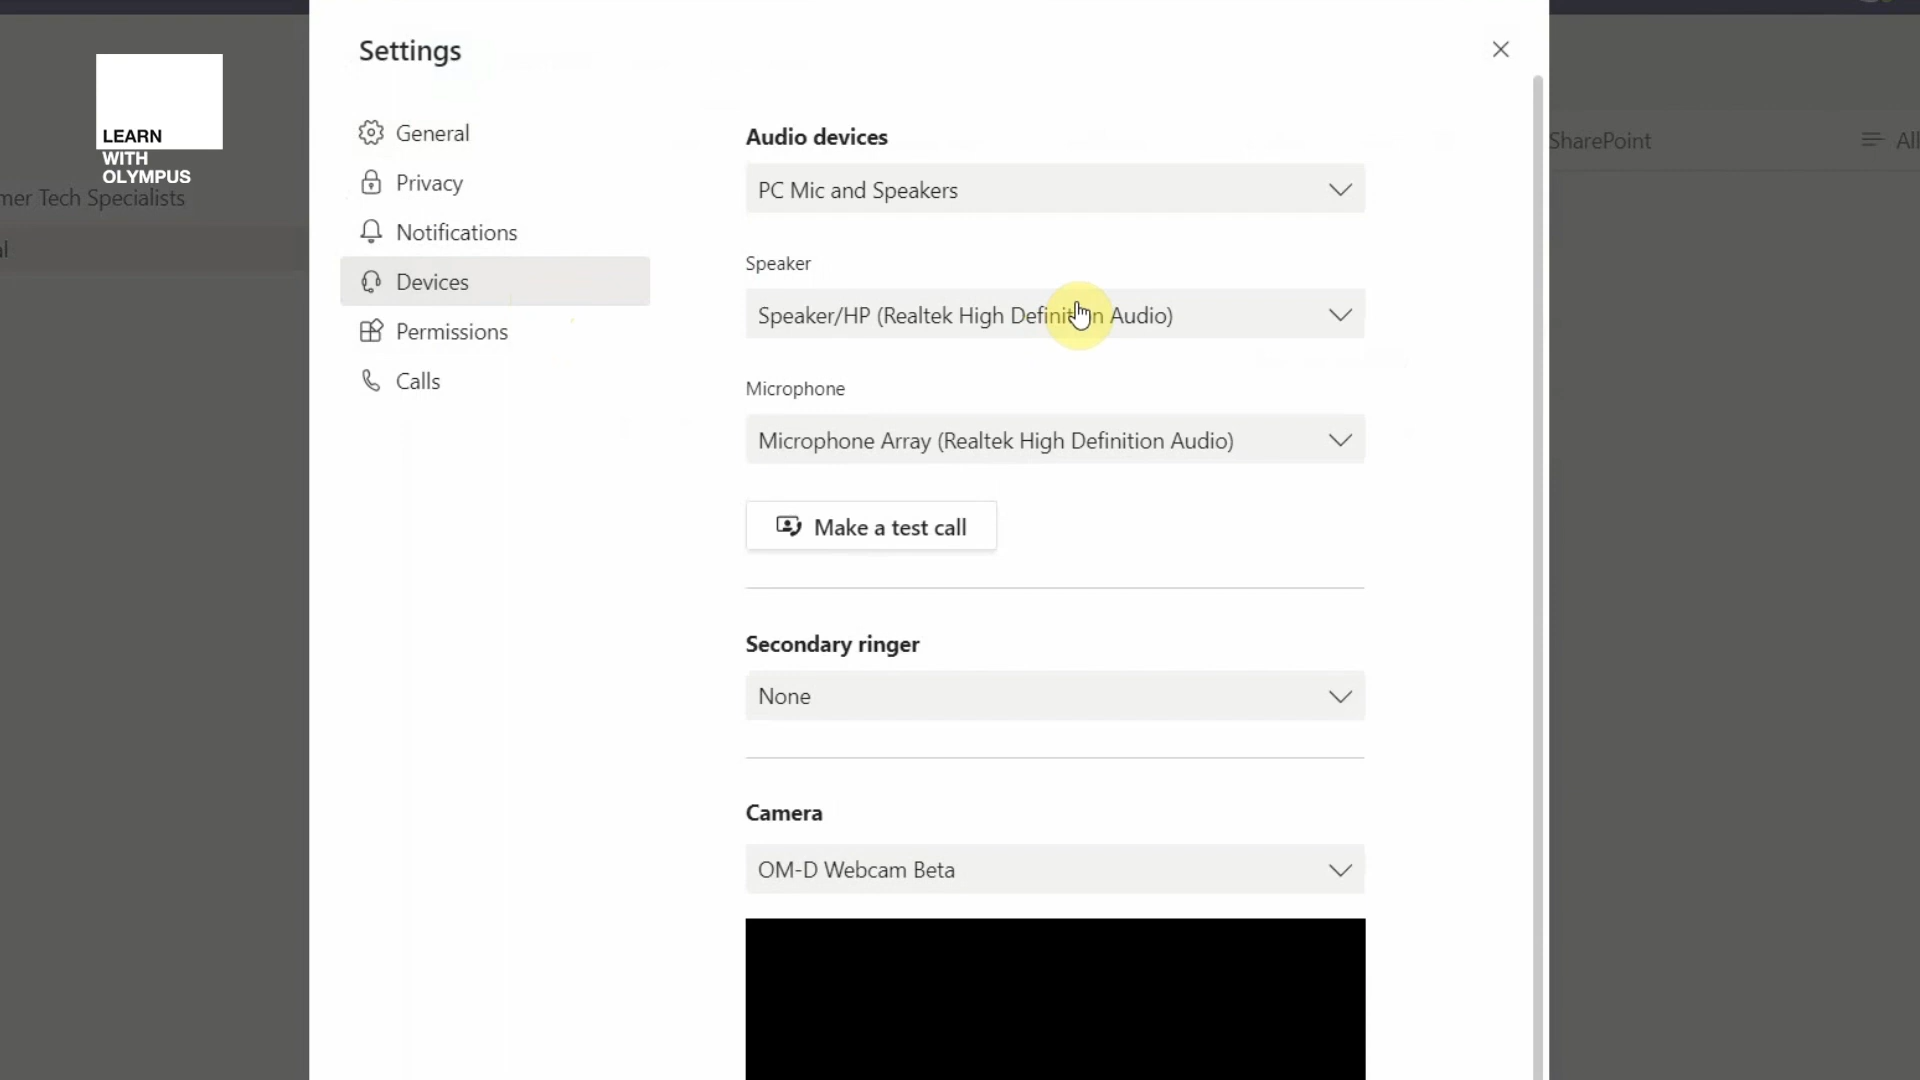 Settings
LEARN
WITH
OLYMPUS
mer Tech Specialists
al
General
Privacy
Notifications
Devices
Permissions
Calls
Audio devices
PC Mic and Speakers
Speaker
Speaker/HP (Realtek High Definition Audio)
Microphone
Microphone Array (Realtek High Definition Audio)
Make a test call
Secondary ringer
None
Camera
OM-D Webcam Beta
SharePoint
All